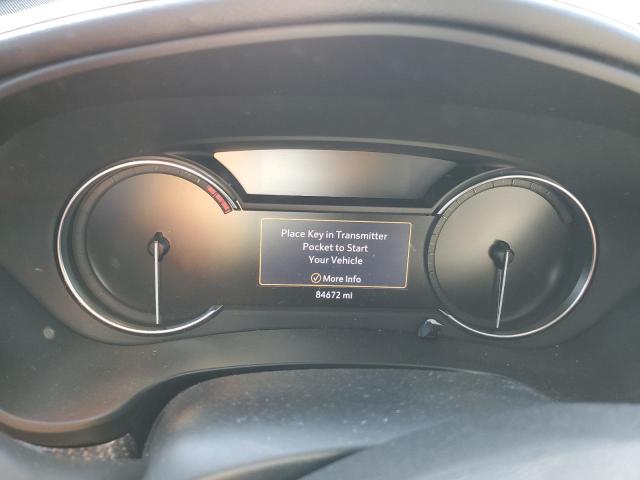 Place Key in Transmitter
Pocket to Start
Your Vehicle
More Info
84672 mi